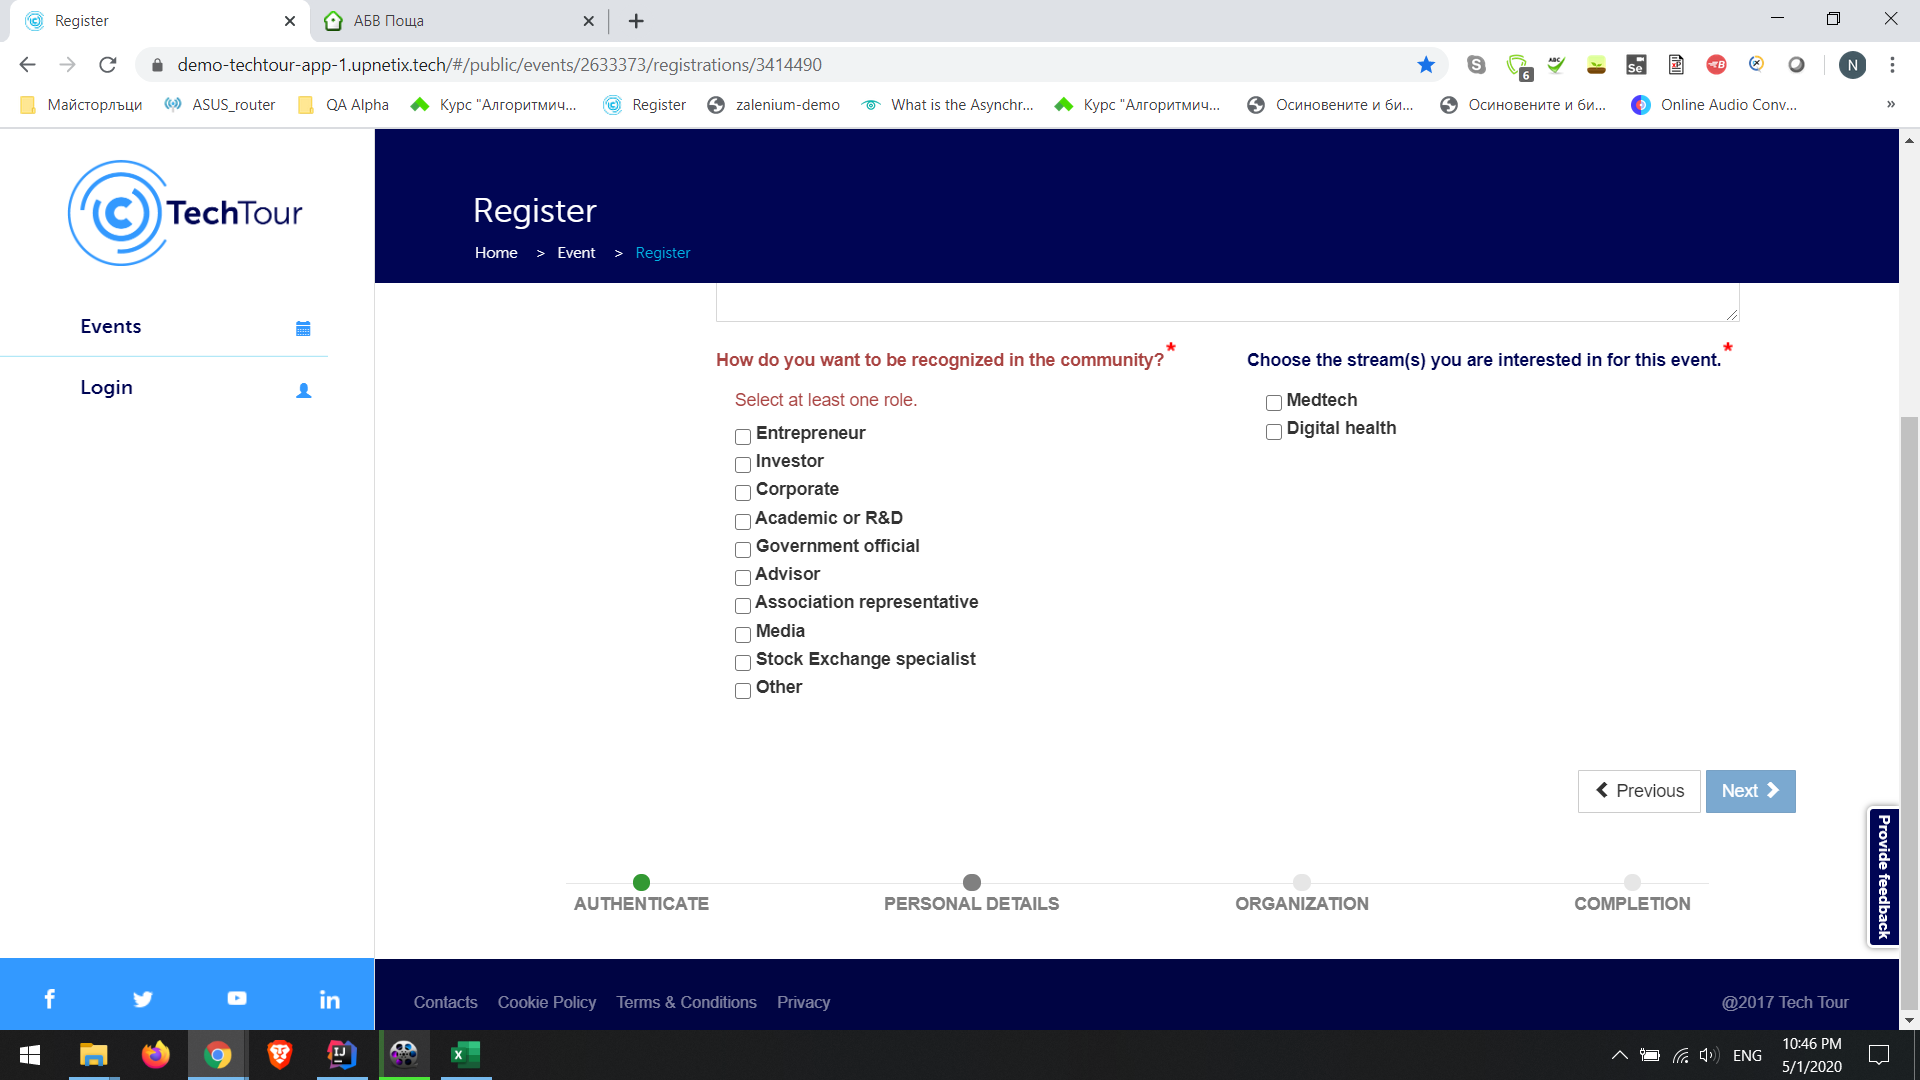 Register
АБВ Поща
demo-techtour-app-1.upnetix.tech/#/public/events/2633373/registrations/3414490
6
ABC
Se
N
Майсторлъци
ASUS_router
QA Alpha
Курс "Алгоритмич...
Register
zalenium-demo
What is the Asynchr...
Курс "Алгоритмич...
Осиновените и би...
Осиновените и би...
Online Audio Conv...
»
TechTour
Events
Login
Register
Home > Event > Register
How do you want to be recognized in the community?*
Select at least one role.
Entrepreneur
Investor
Corporate
Academic or R&D
Government official
Advisor
Association representative
Media
Stock Exchange specialist
Other
Choose the stream(s) you are interested in for this event.*
Medtech
Digital health
Previous
Next
Provide feedback
AUTHENTICATE
PERSONAL DETAILS
ORGANIZATION
COMPLETION
Contacts
Cookie Policy
Terms & Conditions
Privacy
@2017 Tech Tour
ENG
10:46 PM
5/1/2020